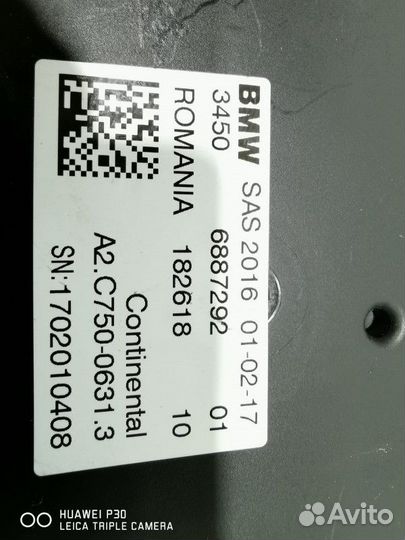 BMW SAS 2016 01-02-17
3450 6887292 01
ROMANIA 182618 10
Continental
A2.C750-0631.3
SN:1702010408
HUAWEI P30
LEICA TRIPLE CAMERA
Avito